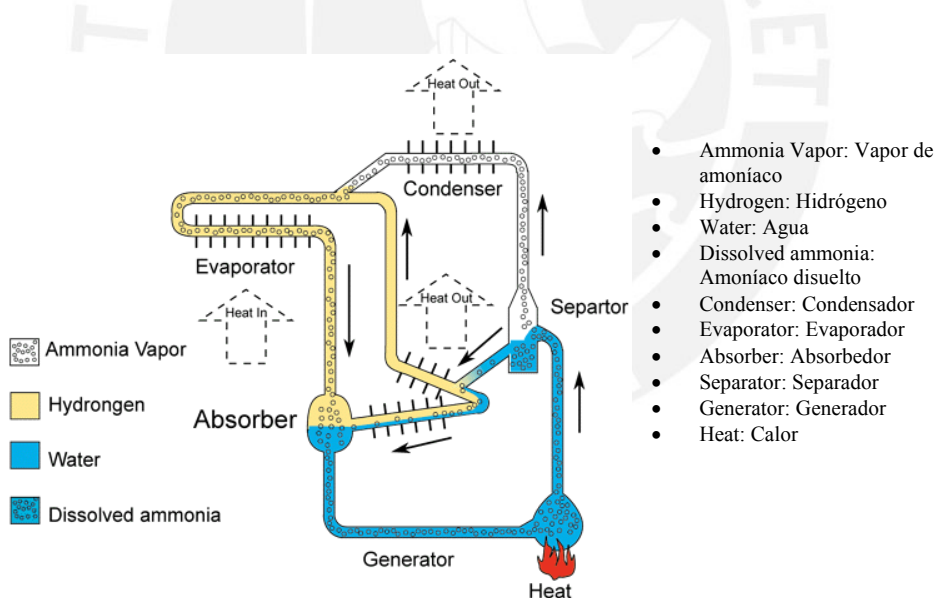 Heat Out
Condenser
Evaporator
Heat In
Heat Out
Separtor
Ammonia Vapor
Hydrongen
Absorber
Water
Dissolved ammonia
Generator
Heat
• Ammonia Vapor: Vapor de
amoníaco
• Hydrogen: Hidrógeno
• Water: Agua
• Dissolved ammonia:
Amoníaco disuelto
• Condenser: Condensador
• Evaporator: Evaporador
• Absorber: Absorbedor
• Separator: Separador
• Generator: Generador
• Heat: Calor